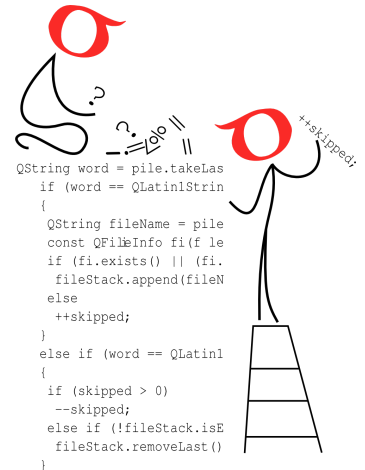 ?
?
! = <% =
=
++skipped;
QString word = pile.takeLas
if (word == QLatin1Strin
{
QString fileName = pile
const QFileInfo fi(f le
if (fi.exists() || (fi.
fileStack.append(fileN
else
++skipped;
}
else if (word == QLatin1
{
if (skipped > 0)
--skipped;
else if (!fileStack.isE
fileStack.removeLast()
}